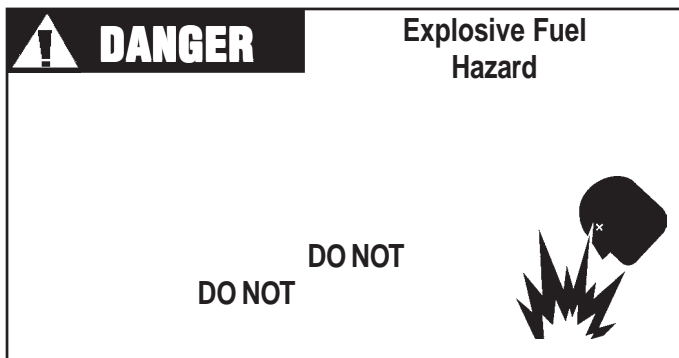 DANGER
Explosive Fuel
Hazard
DO NOT
DO NOT